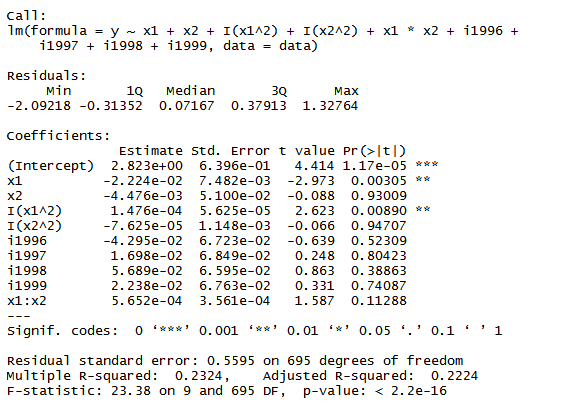 Call:
lm(formula = y ~ x1 + x2 + I(x1^2) + I(x2^2) + x1 * x2 + i1996 +
    i1997 + i1998 + i1999, data = data)

Residuals:
     Min       1Q   Median       3Q      Max
-2.09218 -0.31352  0.07167  0.37913  1.32764

Coefficients:
              Estimate Std. Error t value Pr(>|t|)
(Intercept)  2.823e+00  6.396e-01   4.414 1.17e-05 ***
x1          -2.224e-02  7.482e-03  -2.973  0.00305 **
x2          -4.476e-03  5.100e-02  -0.088  0.93009
I(x1^2)      1.476e-04  5.625e-05   2.623  0.00890 **
I(x2^2)     -7.625e-05  1.148e-03  -0.066  0.94707
i1996       -4.295e-02  6.723e-02  -0.639  0.52309
i1997        1.698e-02  6.849e-02   0.248  0.80423
i1998        5.689e-02  6.595e-02   0.863  0.38863
i1999        2.238e-02  6.763e-02   0.331  0.74087
x1:x2        5.652e-04  3.561e-04   1.587  0.11288
---
Signif. codes:  0 ‘***’ 0.001 ‘**’ 0.01 ‘*’ 0.05 ‘.’ 0.1 ‘ ’ 1

Residual standard error: 0.5595 on 695 degrees of freedom
Multiple R-squared:  0.2324,    Adjusted R-squared:  0.2224
F-statistic: 23.38 on 9 and 695 DF,  p-value: < 2.2e-16